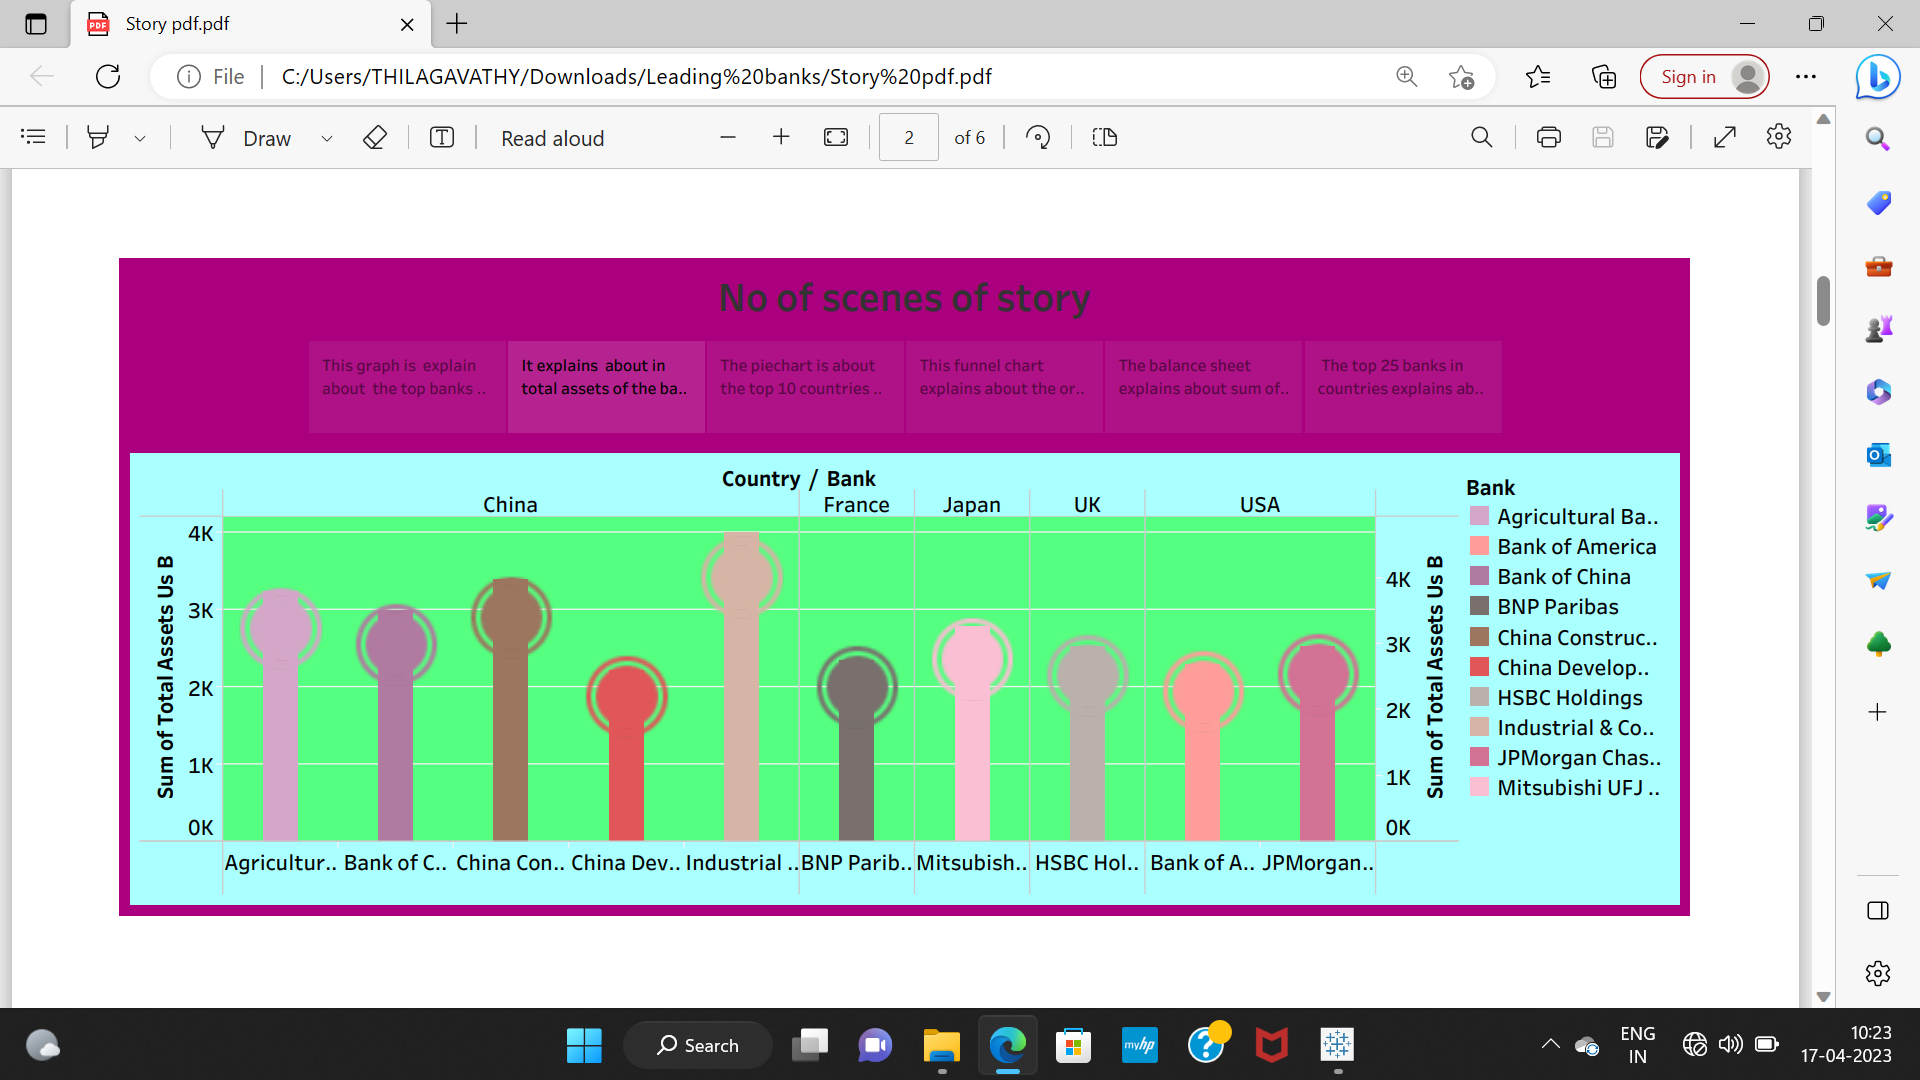 Story pdf.pdf
File
C:/Users/THILAGAVATHY/Downloads/Leading%20banks/Story%20pdf.pdf
Sign in
Draw
Read aloud
2 of 6
No of scenes of story
This graph is explain
about the top banks ..
It explains about in
total assets of the ba..
The piechart is about
the top 10 countries ..
This funnel chart
explains about the or..
The balance sheet
explains about sum of..
The top 25 banks in
countries explains ab..
Country / Bank
China
France
Japan
UK
USA
Sum of Total Assets Us B
4K
3K
2K
1K
0K
4K
3K
2K
1K
0K
Sum of Total Assets Us B
Agricultur..
Bank of C..
China Con..
China Dev..
Industrial ..
BNP Parib..
Mitsubish..
HSBC Hol..
Bank of A..
JPMorgan..
Bank
Agricultural Ba..
Bank of America
Bank of China
BNP Paribas
China Construc..
China Develop..
HSBC Holdings
Industrial & Co..
JPMorgan Chas..
Mitsubishi UFJ ..
Search
myhp
ENG
IN
10:23
17-04-2023